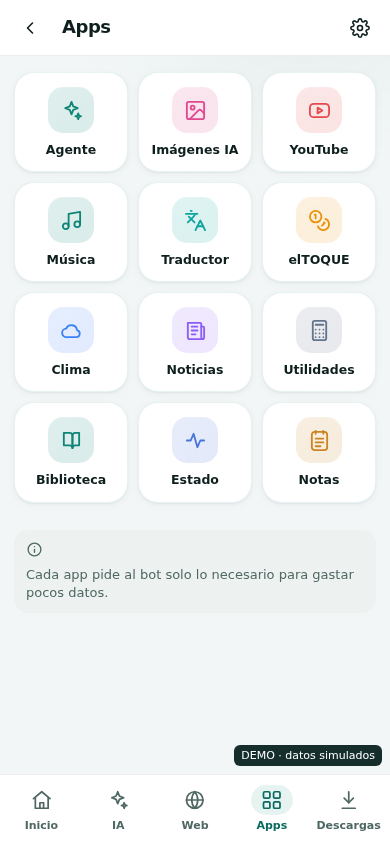 Apps
Agente
Imágenes IA
YouTube
Música
Traductor
elTOQUE
Clima
Noticias
Utilidades
Biblioteca
Estado
Notas
Cada app pide al bot solo lo necesario para gastar
pocos datos.
DEMO · datos simulados
Inicio
IA
Web
Apps
Descargas